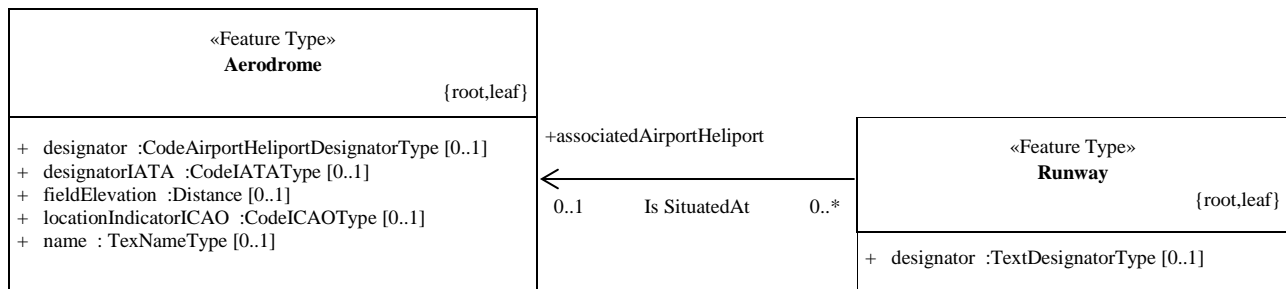 «Feature Type»
Aerodrome
{root,leaf}
+ designator :CodeAirportHeliportDesignatorType [0..1]
+ designatorIATA :CodeIATAType [0..1]
+ fieldElevation :Distance [0..1]
+ locationIndicatorICAO :CodeICAOType [0..1]
+ name : TexNameType [0..1]
+associatedAirportHeliport
0..1 Is SituatedAt 0..*
«Feature Type»
Runway
{root,leaf}
+ designator :TextDesignatorType [0..1]